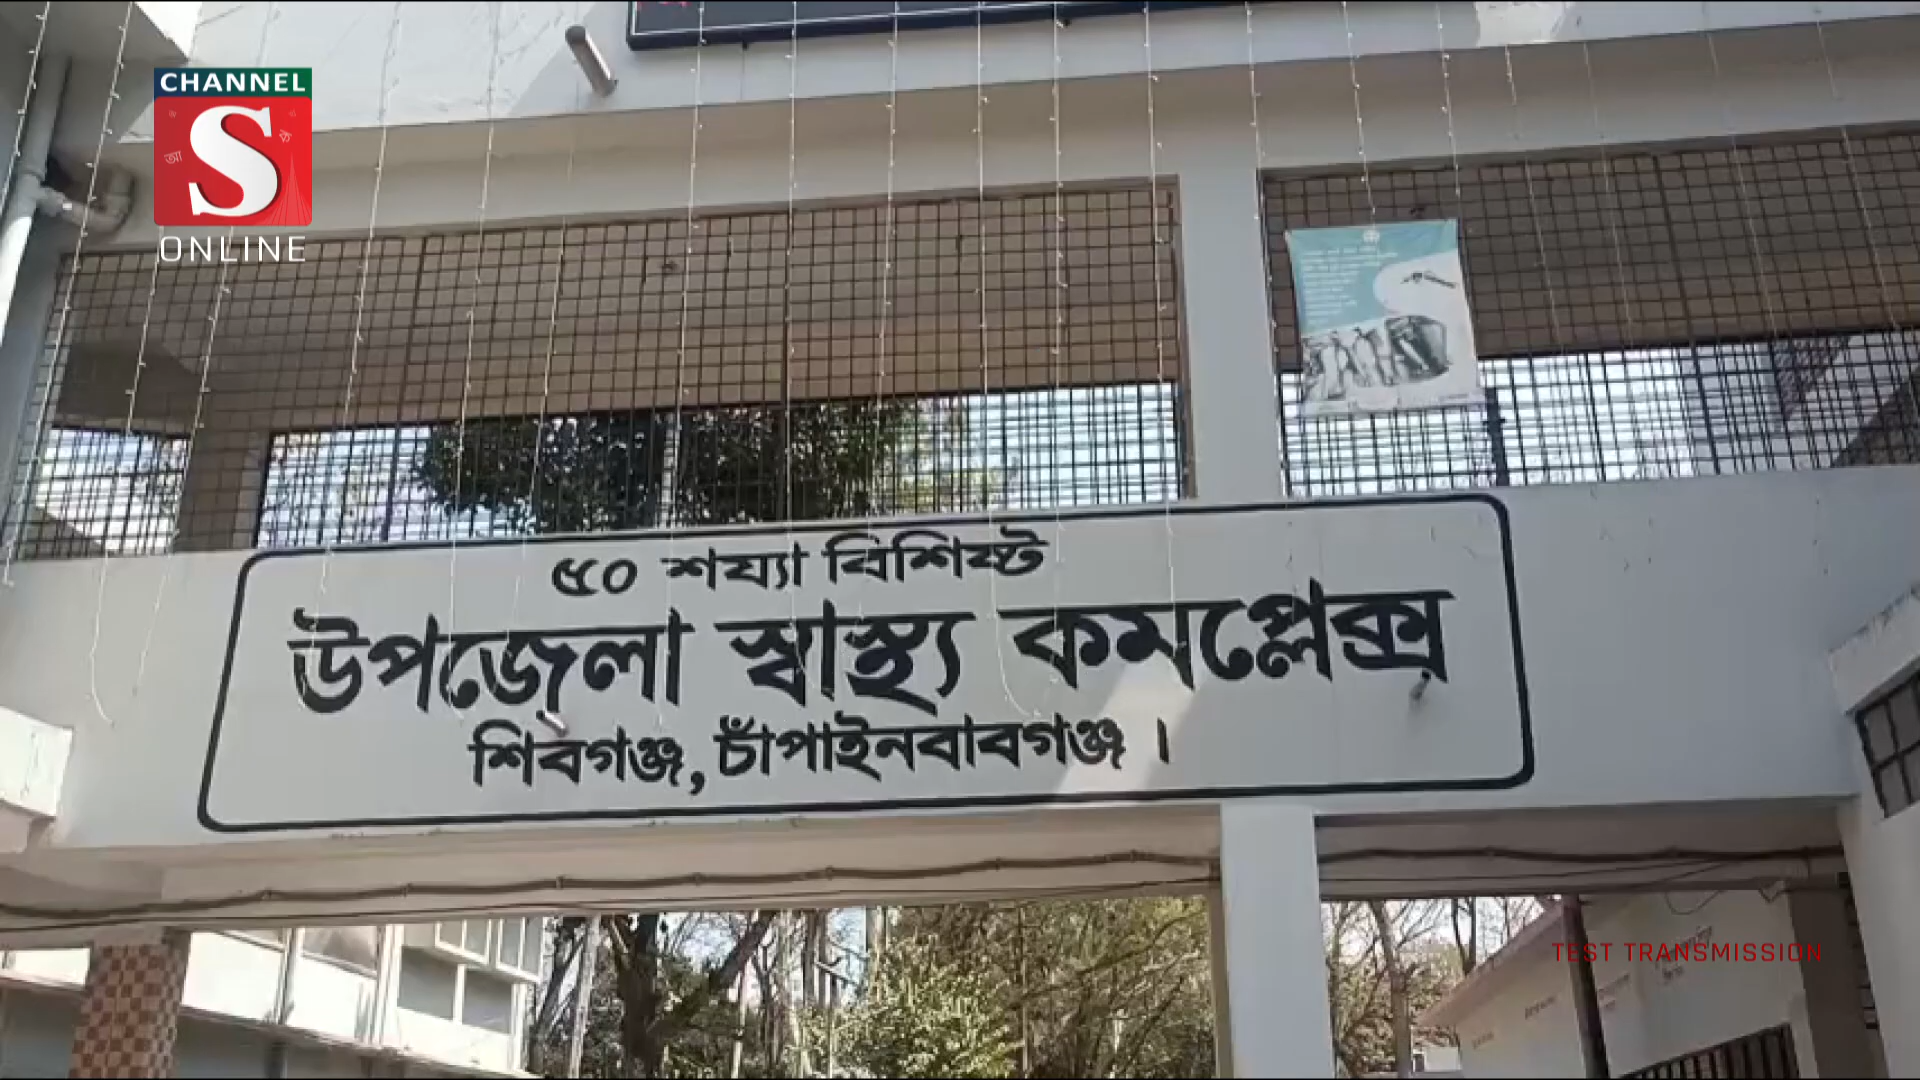 CHANNEL
S
ONLINE
৫০ শয্যা বিশিষ্ট
উপজেলা স্বাস্থ্য কমপ্লেক্স
শিবগঞ্জ, চাঁপাইনবাবগঞ্জ ।
TEST TRANSMISSION